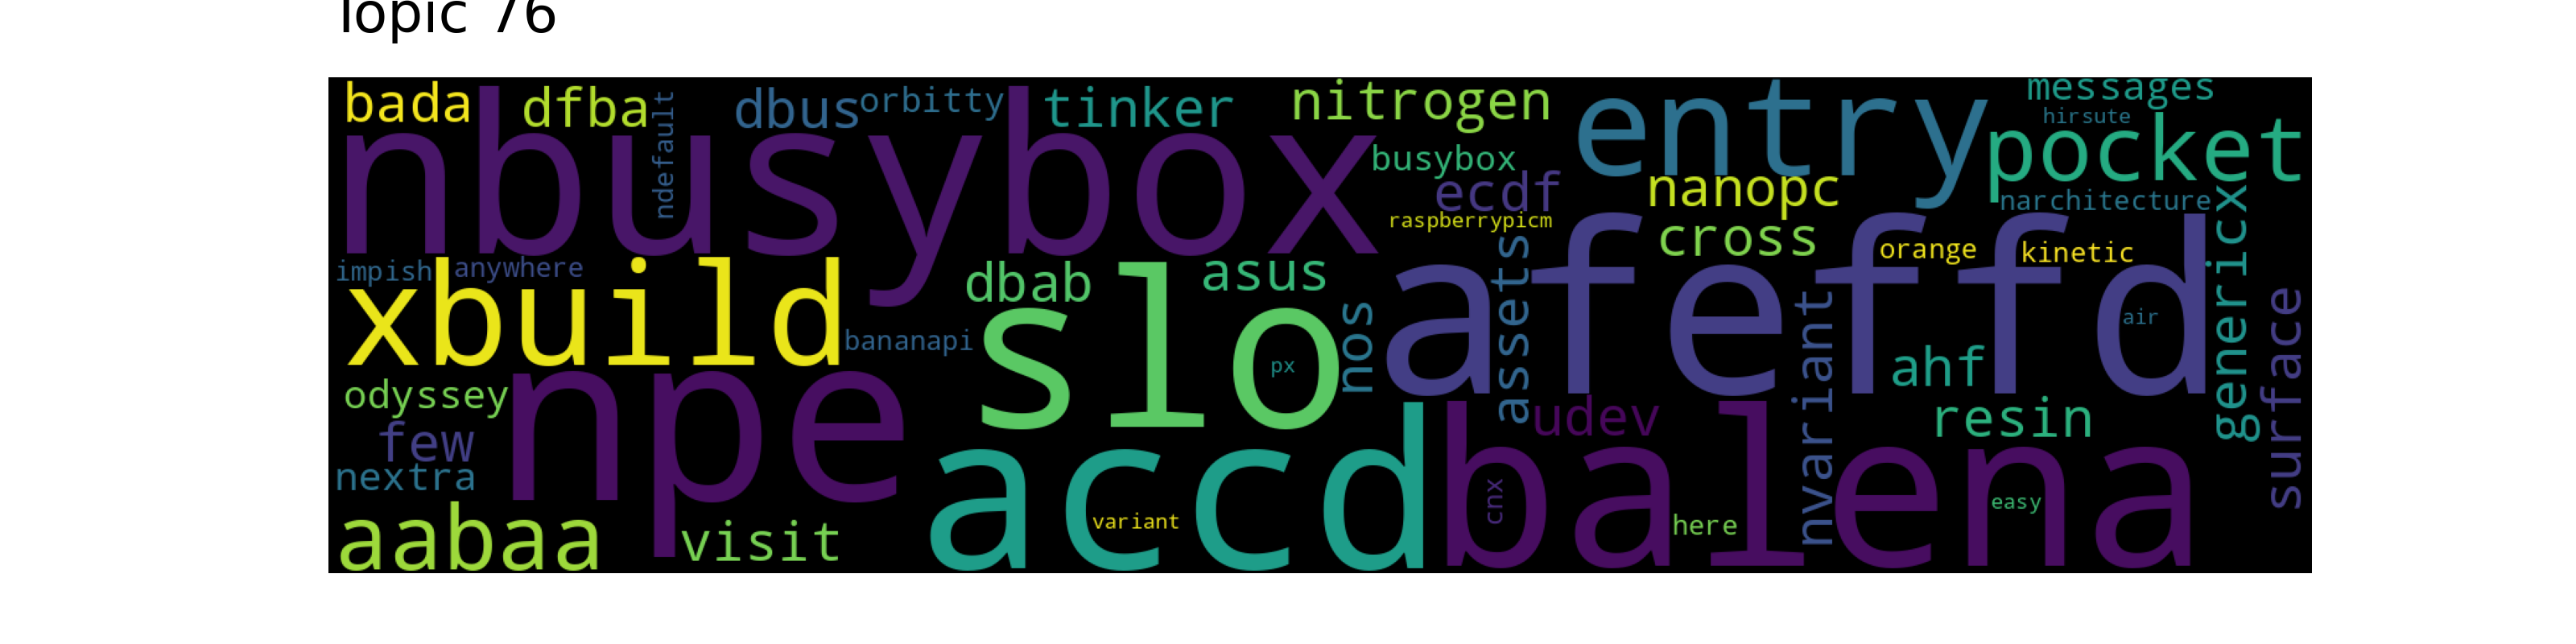 Topic 76
bada
dfba
ndefault
dbus
orbitty
tinker
nitrogen
entry
messages
hirsute
nbusybox
busybox
pocket
ecdf
nanopc
narchitecture
raspberrypicm
cross
orange
kinetic
genericx
impish
anywhere
xbuild
dbab
asus
assets
afeffd
air
bananapi
slo
px
nos
nvariant
ahf
surface
odyssey
npe
few
nextra
accd
balena
udev
resin
cnx
easy
variant
here
aabaa
visit